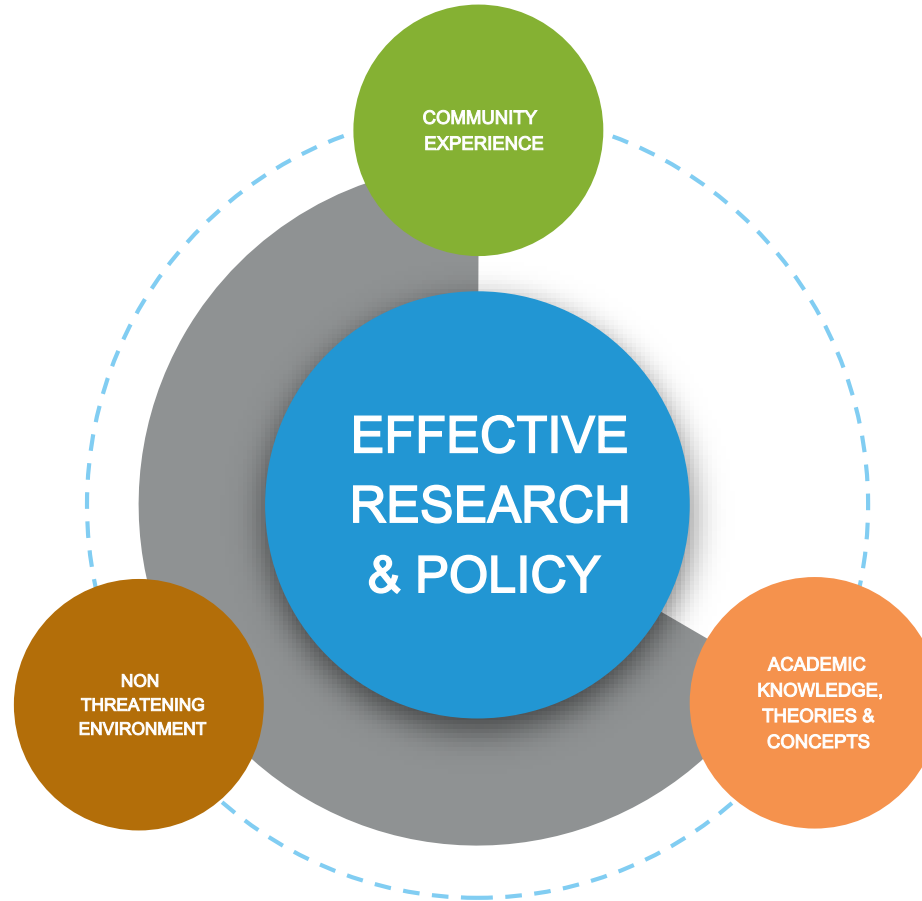 COMMUNITY
EXPERIENCE
EFFECTIVE
RESEARCH
& POLICY
NON
THREATENING
ENVIRONMENT
ACADEMIC
KNOWLEDGE,
THEORIES &
CONCEPTS